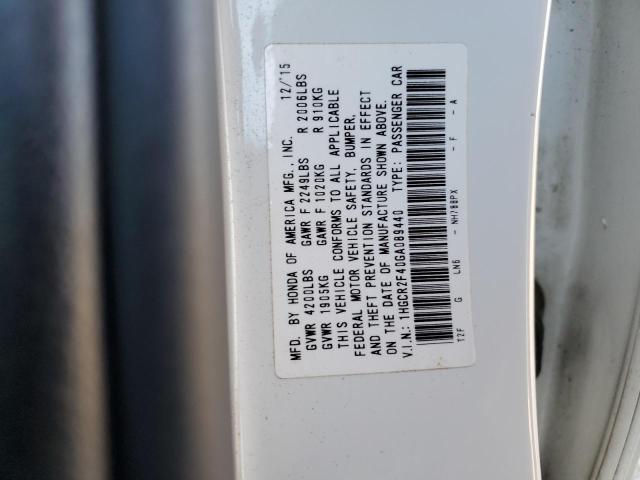 MFD. BY HONDA OF AMERICA MFG., INC. 12/'15
GVWR 4200LBS GAWR F 2249LBS R 2006LBS
GVWR 1905KG GAWR F 1020KG R 910KG
THIS VEHICLE CONFORMS TO ALL APPLICABLE
FEDERAL MOTOR VEHICLE SAFETY, BUMPER,
AND THEFT PREVENTION STANDARDS IN EFFECT
ON THE DATE OF MANUFACTURE SHOWN ABOVE.
V.I.N.: 1HGCR2F40GA089440 TYPE: PASSENGER CAR
T2F G LN6 - NH788PX - F - A